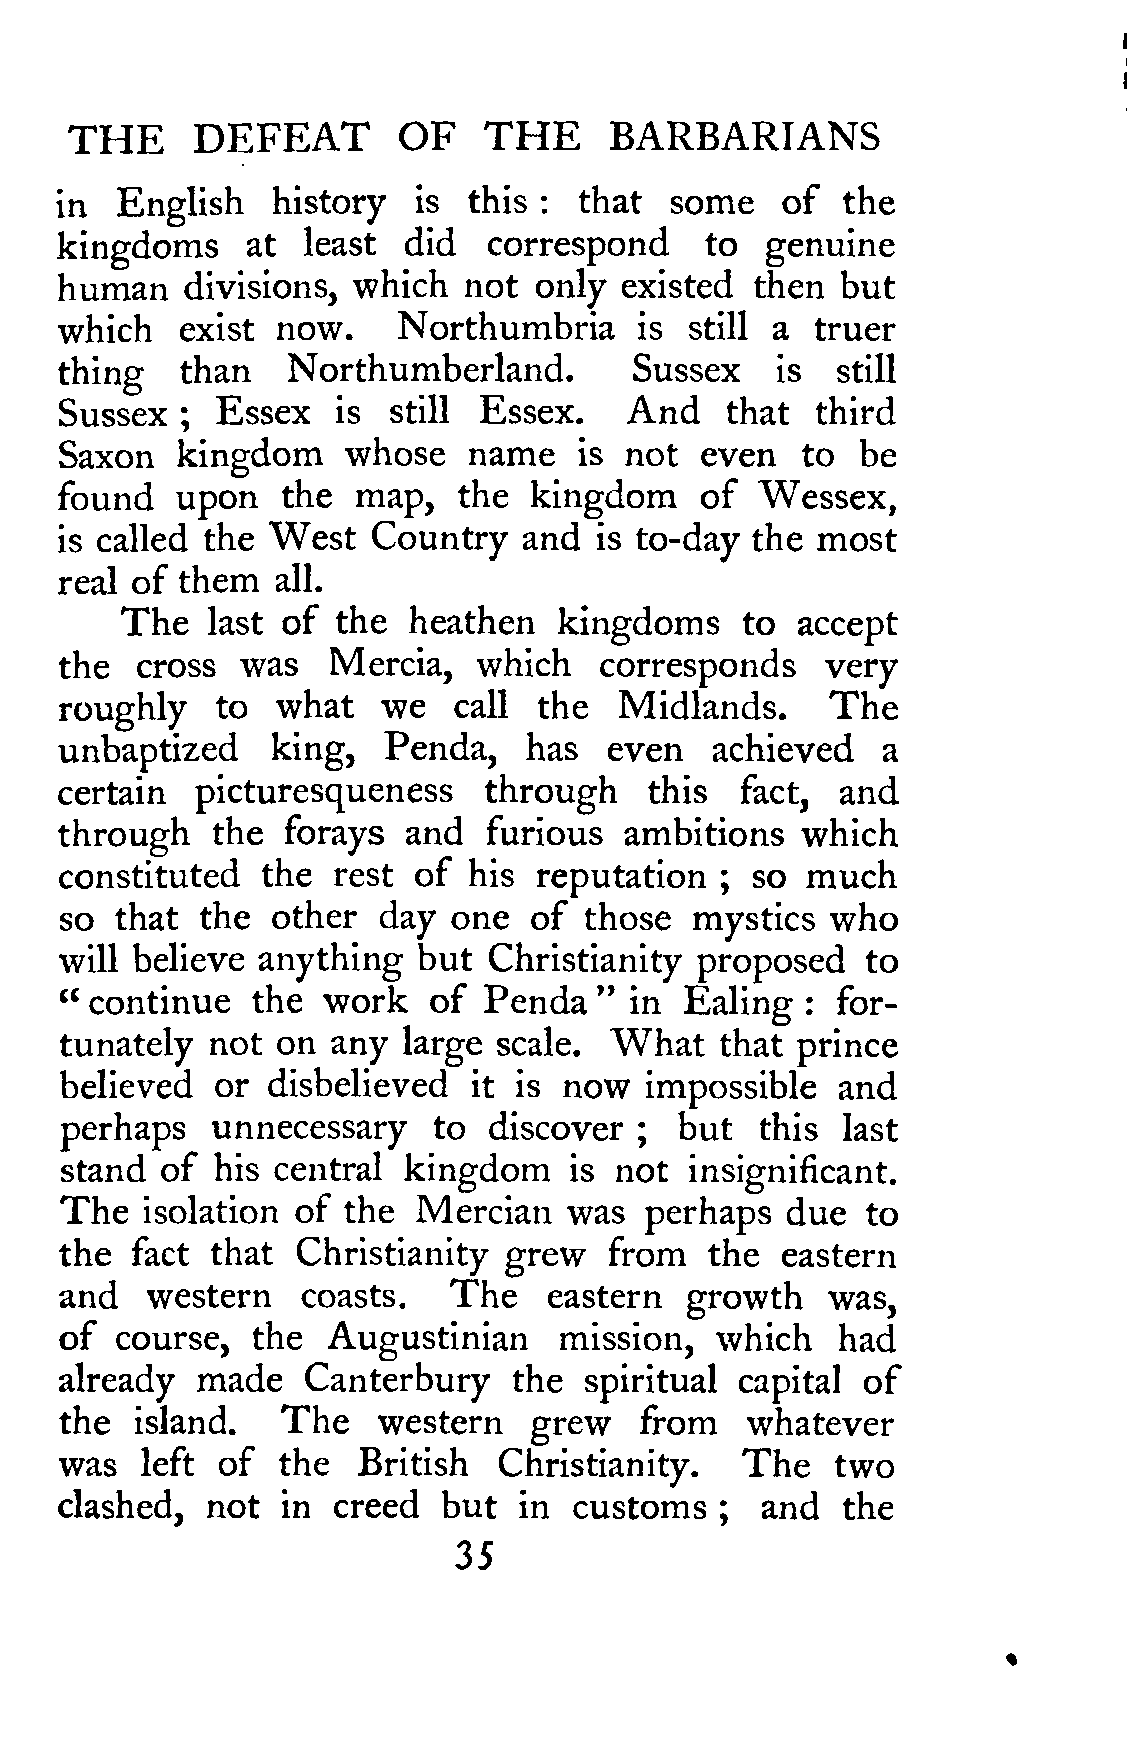 THE DEFEAT OF THE BARBARIANS
in English history is this : that some of the
kingdoms at least did correspond to genuine
human divisions, which not only existed then but
which exist now. Northumbria is still a truer
thing than Northumberland. Sussex is still
Sussex ; Essex is still Essex. And that third
Saxon kingdom whose name is not even to be
found upon the map, the kingdom of Wessex,
is called the West Country and is to-day the most
real of them all.
The last of the heathen kingdoms to accept
the cross was Mercia, which corresponds very
roughly to what we call the Midlands. The
unbaptized king, Penda, has even achieved a
certain picturesqueness through this fact, and
through the forays and furious ambitions which
constituted the rest of his reputation ; so much
so that the other day one of those mystics who
will believe anything but Christianity proposed to
“ continue the work of Penda ” in Ealing : for-
tunately not on any large scale. What that prince
believed or disbelieved it is now impossible and
perhaps unnecessary to discover ; but this last
stand of his central kingdom is not insignificant.
The isolation of the Mercian was perhaps due to
the fact that Christianity grew from the eastern
and western coasts. The eastern growth was,
of course, the Augustinian mission, which had
already made Canterbury the spiritual capital of
the island. The western grew from whatever
was left of the British Christianity. The two
clashed, not in creed but in customs ; and the
35